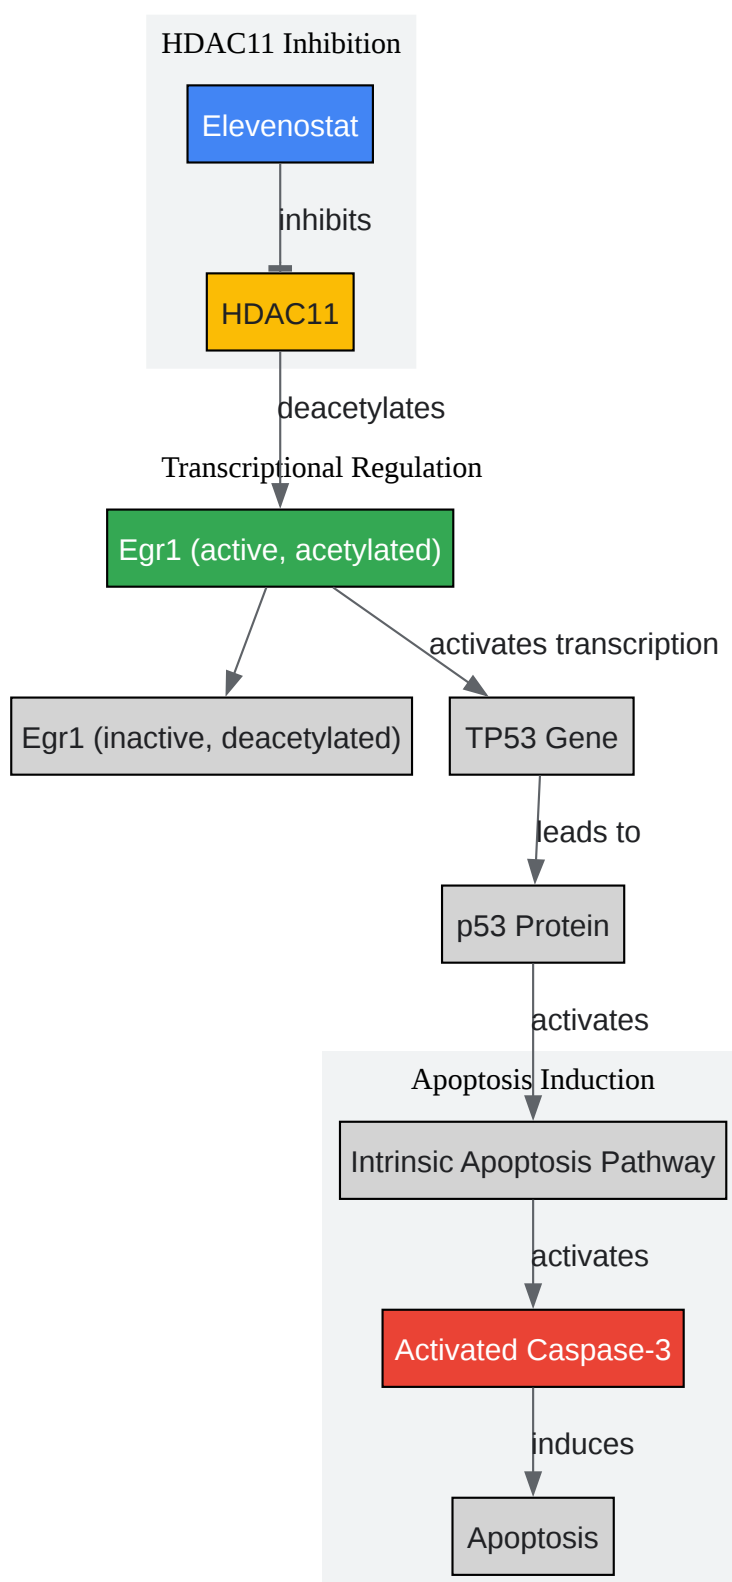 HDAC11 Inhibition
Elevenostat
inhibits
HDAC11
deacetylates
Transcriptional Regulation
Egr1 (active, acetylated)
activates transcription
Egr1 (inactive, deacetylated)
TP53 Gene
leads to
p53 Protein
activates
Apoptosis Induction
Intrinsic Apoptosis Pathway
activates
Activated Caspase-3
induces
Apoptosis